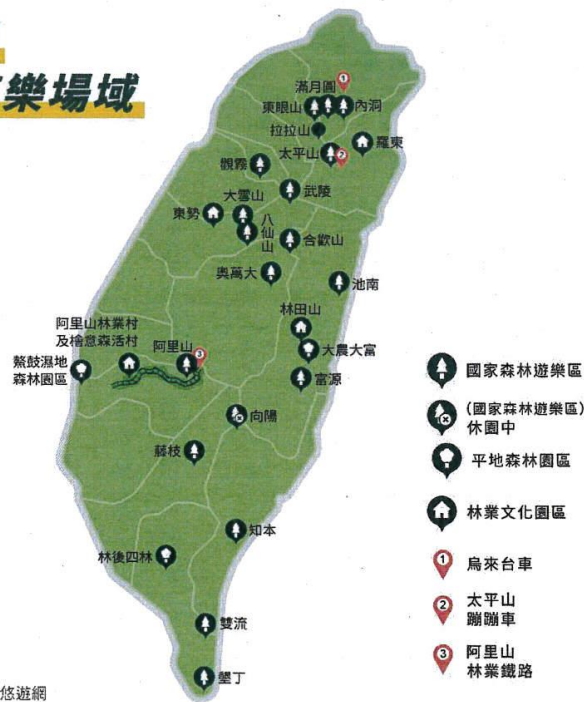 樂場域
滿月圓
①
東眼山
內洞
拉拉山
太平山
②
羅東
觀霧
大雪山
武陵
東勢
八仙山
合歡山
奧萬大
池南
林田山
阿里山林業村
及檜意森活村
阿里山
③
大農大富
鰲鼓濕地
森林園區
富源
向陽
藤枝
知本
林後四林
雙流
墾丁
國家森林遊樂區
(國家森林遊樂區)
休園中
平地森林園區
林業文化園區
① 烏來台車
② 太平山
蹦蹦車
③ 阿里山
林業鐵路
悠遊網